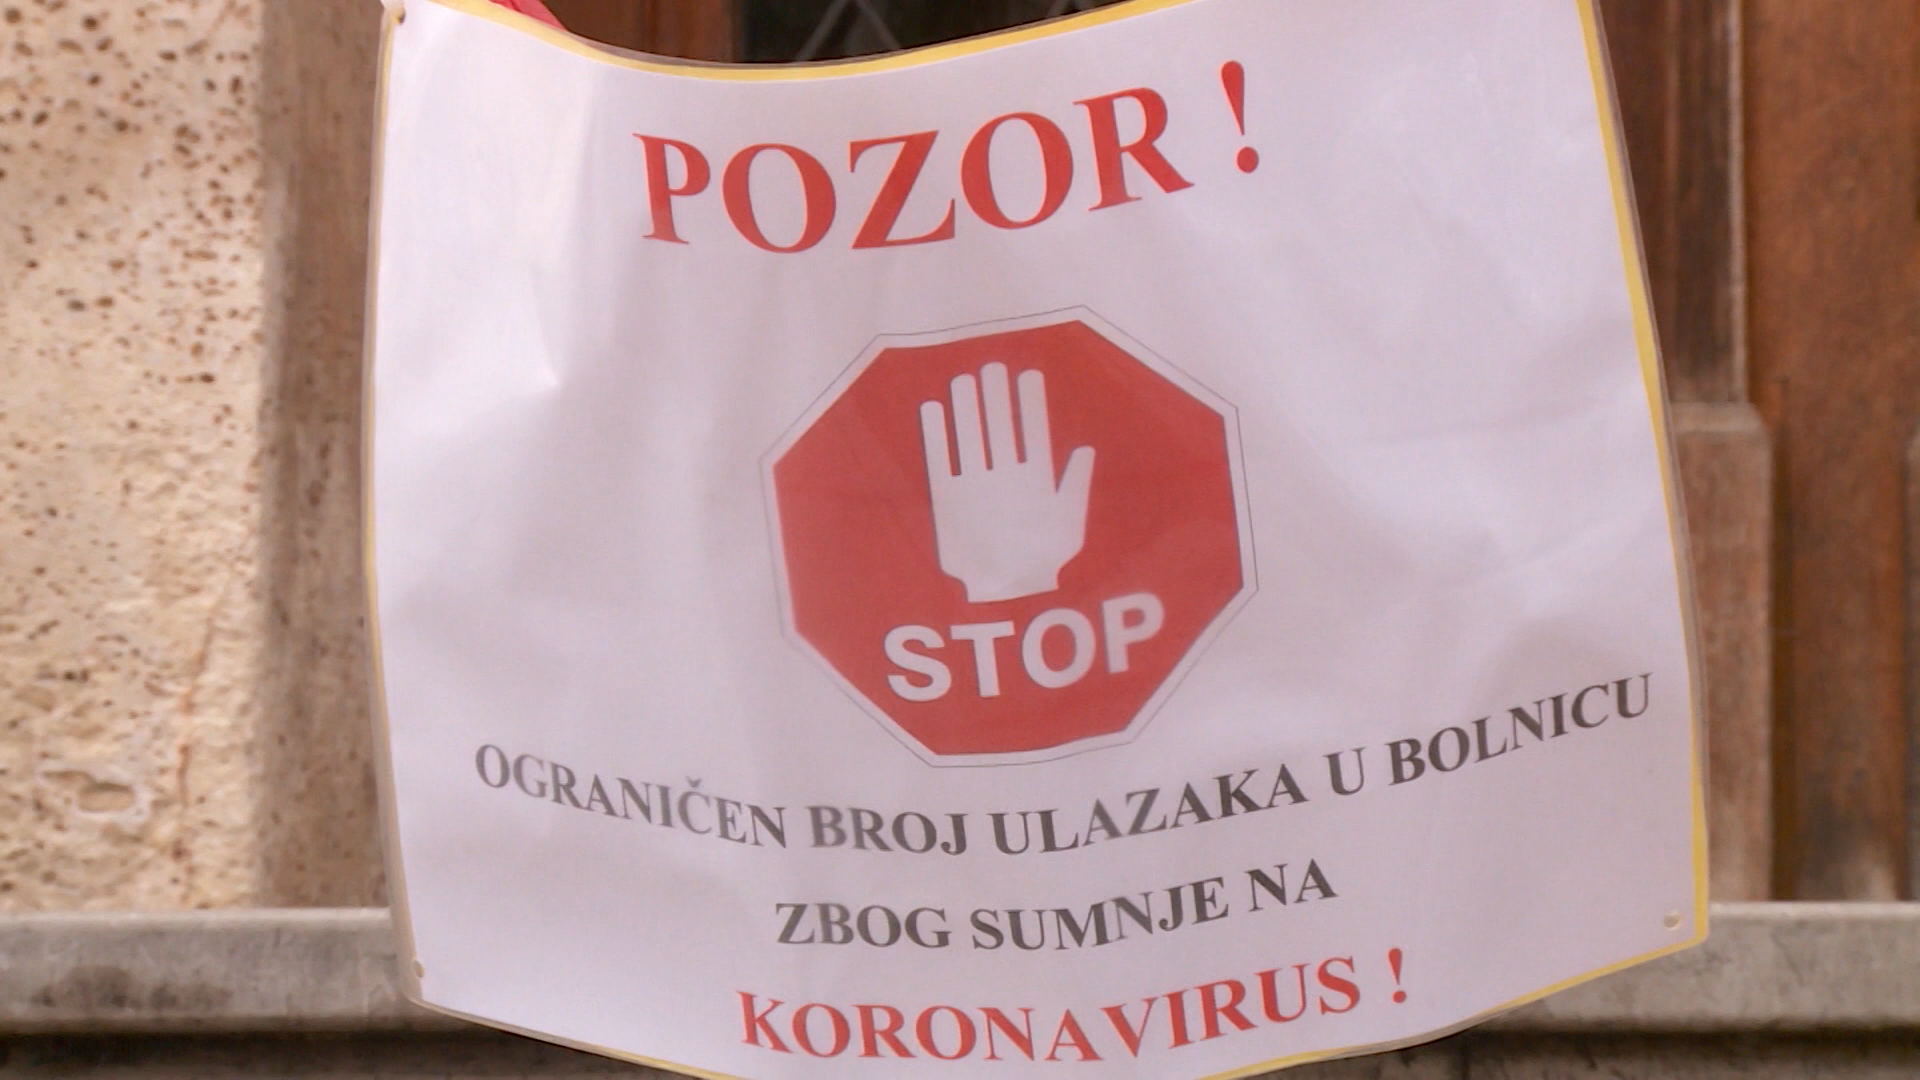 POZOR !
STOP
OGRANIČEN BROJ ULAZAKA U BOLNICU
ZBOG SUMNJE NA
KORONAVIRUS !